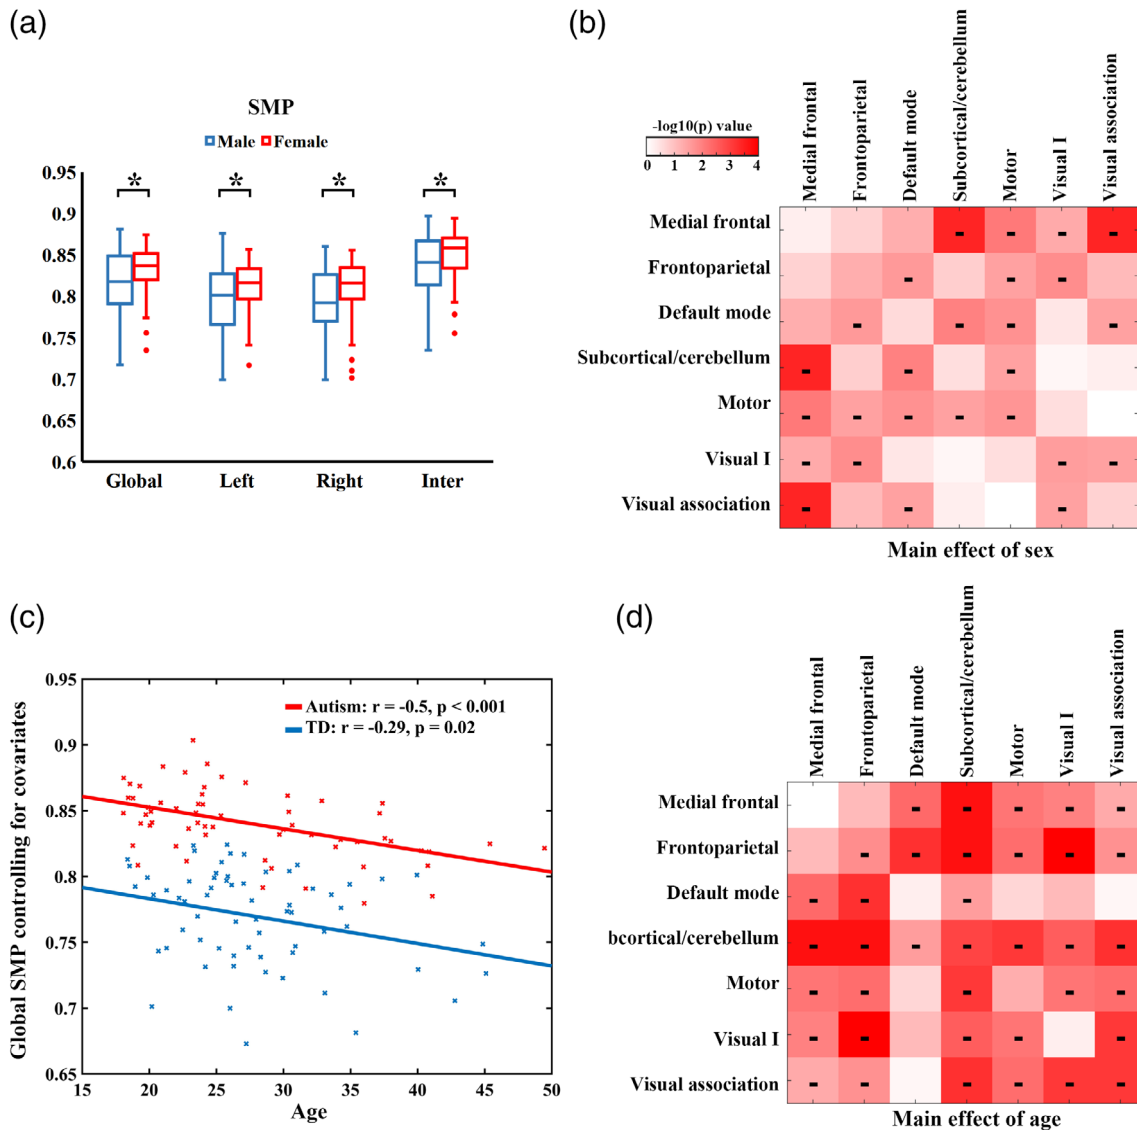 (a)
SMP
Male Female
0.95
0.9
0.85
0.8
0.75
0.7
0.65
0.6
* * * *
Global Left Right Inter
(b)
-log10(p) value
0 1 2 3 4
Medial frontal
Frontoparietal
Default mode
Subcortical/cerebellum
Motor
Visual I
Visual association
Medial frontal
Frontoparietal
Default mode
Subcortical/cerebellum
Motor
Visual I
Visual association
Main effect of sex
(c)
Global SMP controlling for covariates
0.95
0.9
0.85
0.8
0.75
0.7
0.65
Autism: r = -0.5, p < 0.001
TD: r = -0.29, p = 0.02
15 20 25 30 35 40 45 50
Age
(d)
Medial frontal
Frontoparietal
Default mode
Subcortical/cerebellum
Motor
Visual I
Visual association
Medial frontal
Frontoparietal
Default mode
bcortical/cerebellum
Motor
Visual I
Visual association
Main effect of age